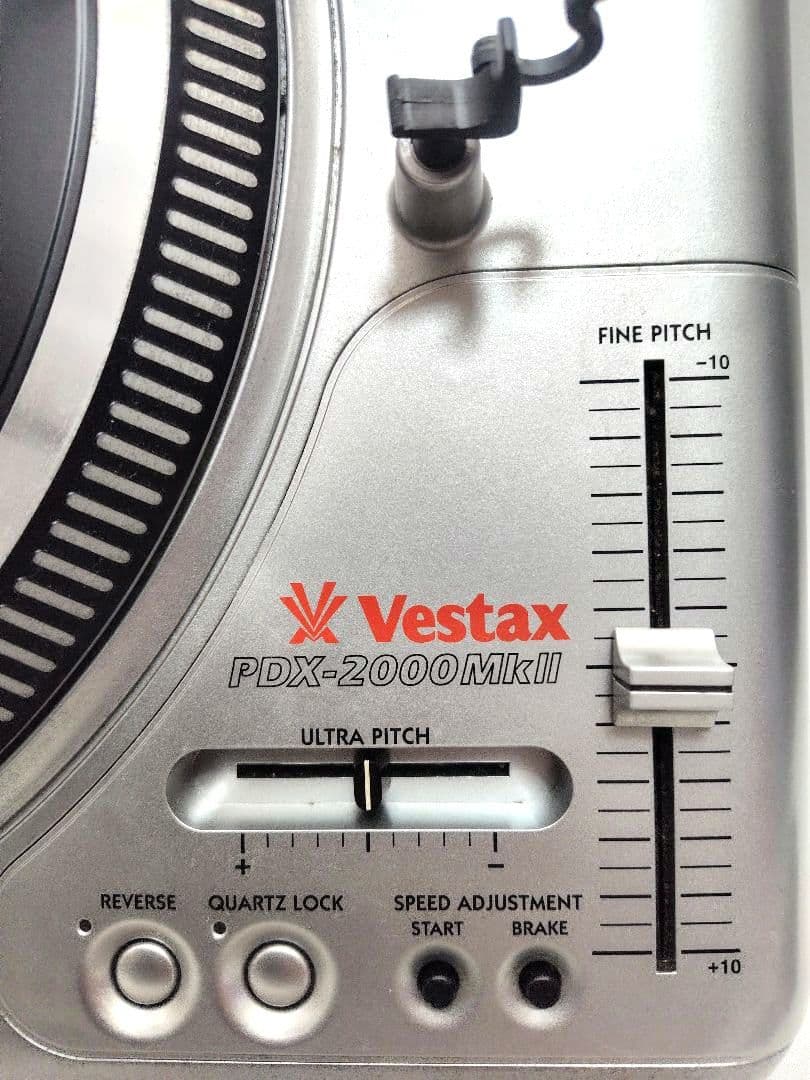 FINE PITCH
−10
Vestax
PDX-2000MkII
ULTRA PITCH
+ −
REVERSE QUARTZ LOCK SPEED ADJUSTMENT
START BRAKE
+10